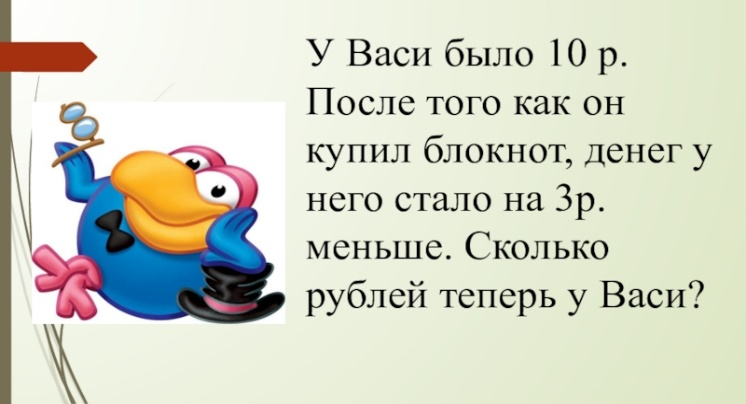 У Васи было 10 р.
После того как он
купил блокнот, денег у
него стало на 3р.
меньше. Сколько
рублей теперь у Васи?